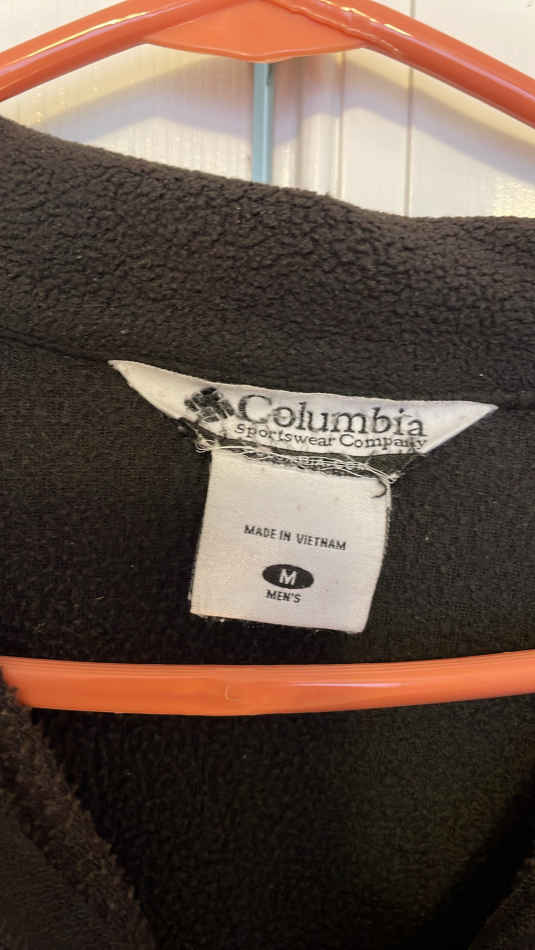 Columbia
Sportswear Company
MADE IN VIETNAM
M
MEN'S